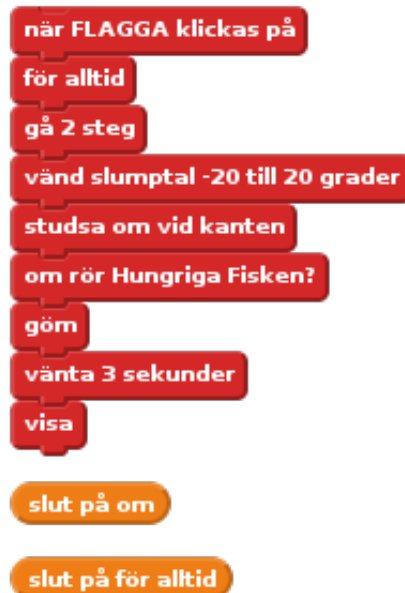 när FLAGGA klickas på
för alltid
gå 2 steg
vänd slumptal -20 till 20 grader
studsa om vid kanten
om rör Hungriga Fisken?
göm
vänta 3 sekunder
visa
slut på om
slut på för alltid